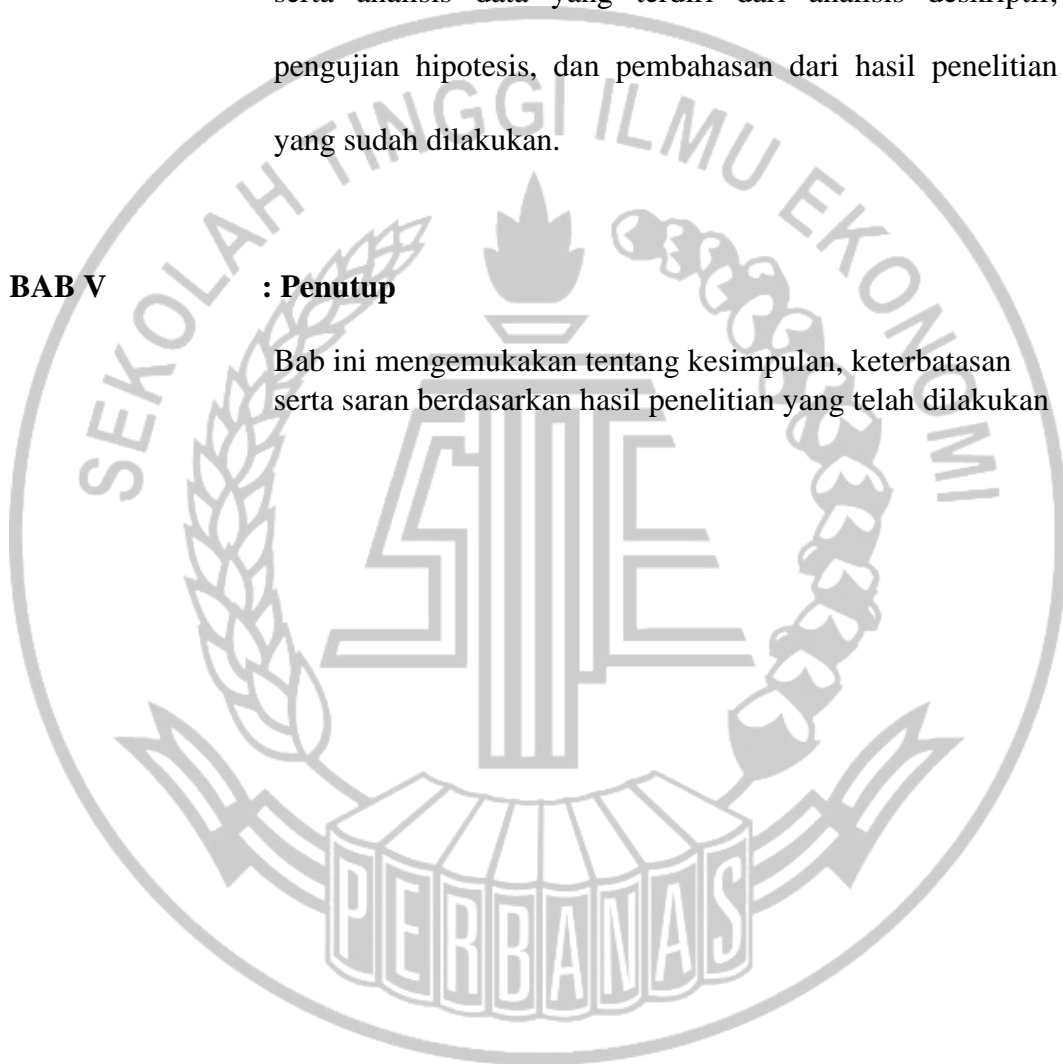 serta analisis data yang terdiri dari analisis deskriptif,
pengujian hipotesis, dan pembahasan dari hasil penelitian
yang sudah dilakukan.
SEKOLAH TINGGI ILMU EKONOMI
BAB V : Penutup
Bab ini mengemukakan tentang kesimpulan, keterbatasan
serta saran berdasarkan hasil penelitian yang telah dilakukan
STIE
PERBANAS